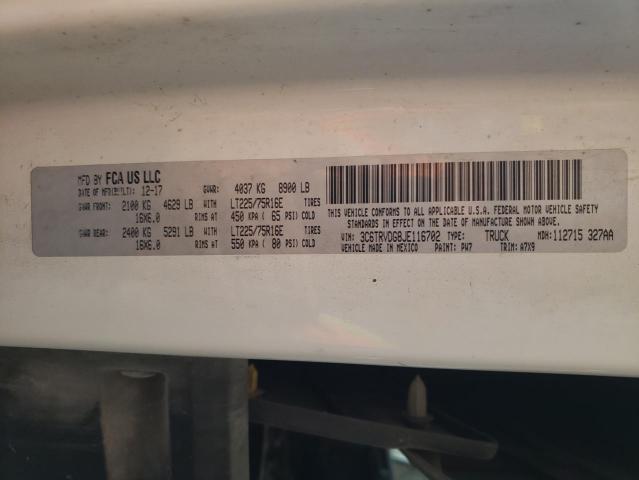 MFD BY FCA US LLC
DATE OF MFD 12-17 GVWR: 4037 KG 8900 LB
GAWR FRONT: 2100 KG 4629 LB WITH LT225/75R16E TIRES
16X6.0 RIMS AT 450 KPA ( 65 PSI) COLD
GAWR REAR: 2400 KG 5291 LB WITH LT225/75R16E TIRES
16X6.0 RIMS AT 550 KPA ( 80 PSI) COLD
THIS VEHICLE CONFORMS TO ALL APPLICABLE U.S.A. FEDERAL MOTOR VEHICLE SAFETY
STANDARDS IN EFFECT ON THE DATE OF MANUFACTURE SHOWN ABOVE.
VIN: 3C6TRVDG8JE116702 TYPE: TRUCK MDH: 112715 327AA
VEHICLE MADE IN MEXICO PAINT: PW7 TRIM: A7X9